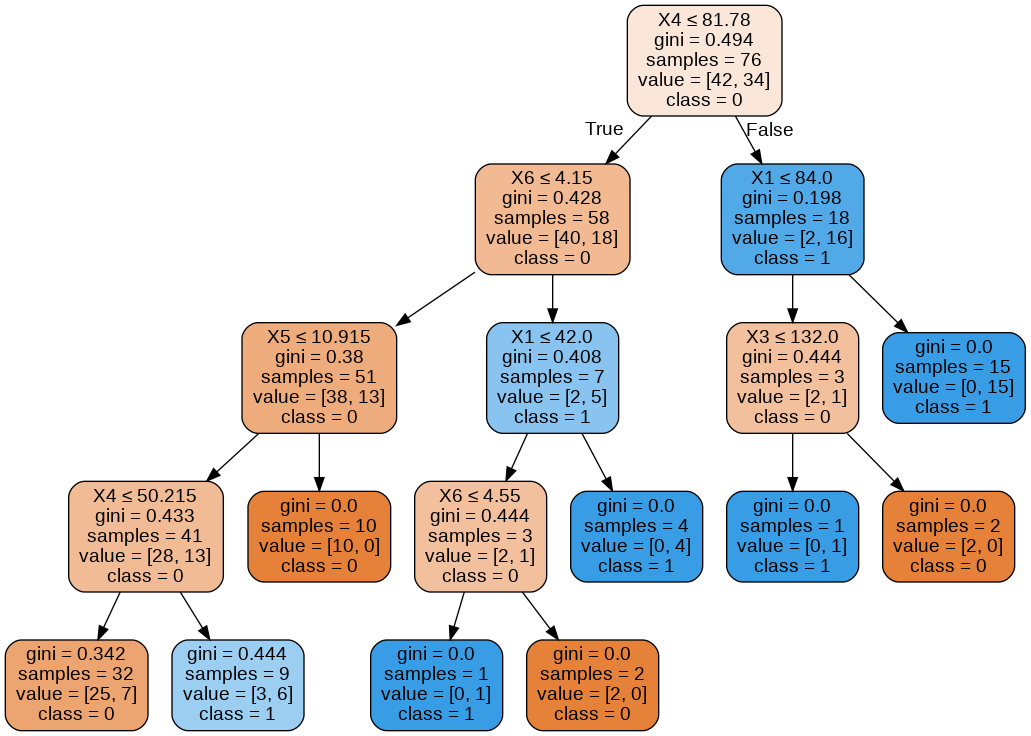 X4 ≤ 81.78
gini = 0.494
samples = 76
value = [42, 34]
class = 0
True
False
X6 ≤ 4.15
gini = 0.428
samples = 58
value = [40, 18]
class = 0
X1 ≤ 84.0
gini = 0.198
samples = 18
value = [2, 16]
class = 1
X5 ≤ 10.915
gini = 0.38
samples = 51
value = [38, 13]
class = 0
X1 ≤ 42.0
gini = 0.408
samples = 7
value = [2, 5]
class = 1
X3 ≤ 132.0
gini = 0.444
samples = 3
value = [2, 1]
class = 0
gini = 0.0
samples = 15
value = [0, 15]
class = 1
X4 ≤ 50.215
gini = 0.433
samples = 41
value = [28, 13]
class = 0
gini = 0.0
samples = 10
value = [10, 0]
class = 0
X6 ≤ 4.55
gini = 0.444
samples = 3
value = [2, 1]
class = 0
gini = 0.0
samples = 4
value = [0, 4]
class = 1
gini = 0.0
samples = 1
value = [0, 1]
class = 1
gini = 0.0
samples = 2
value = [2, 0]
class = 0
gini = 0.342
samples = 32
value = [25, 7]
class = 0
gini = 0.444
samples = 9
value = [3, 6]
class = 1
gini = 0.0
samples = 1
value = [0, 1]
class = 1
gini = 0.0
samples = 2
value = [2, 0]
class = 0